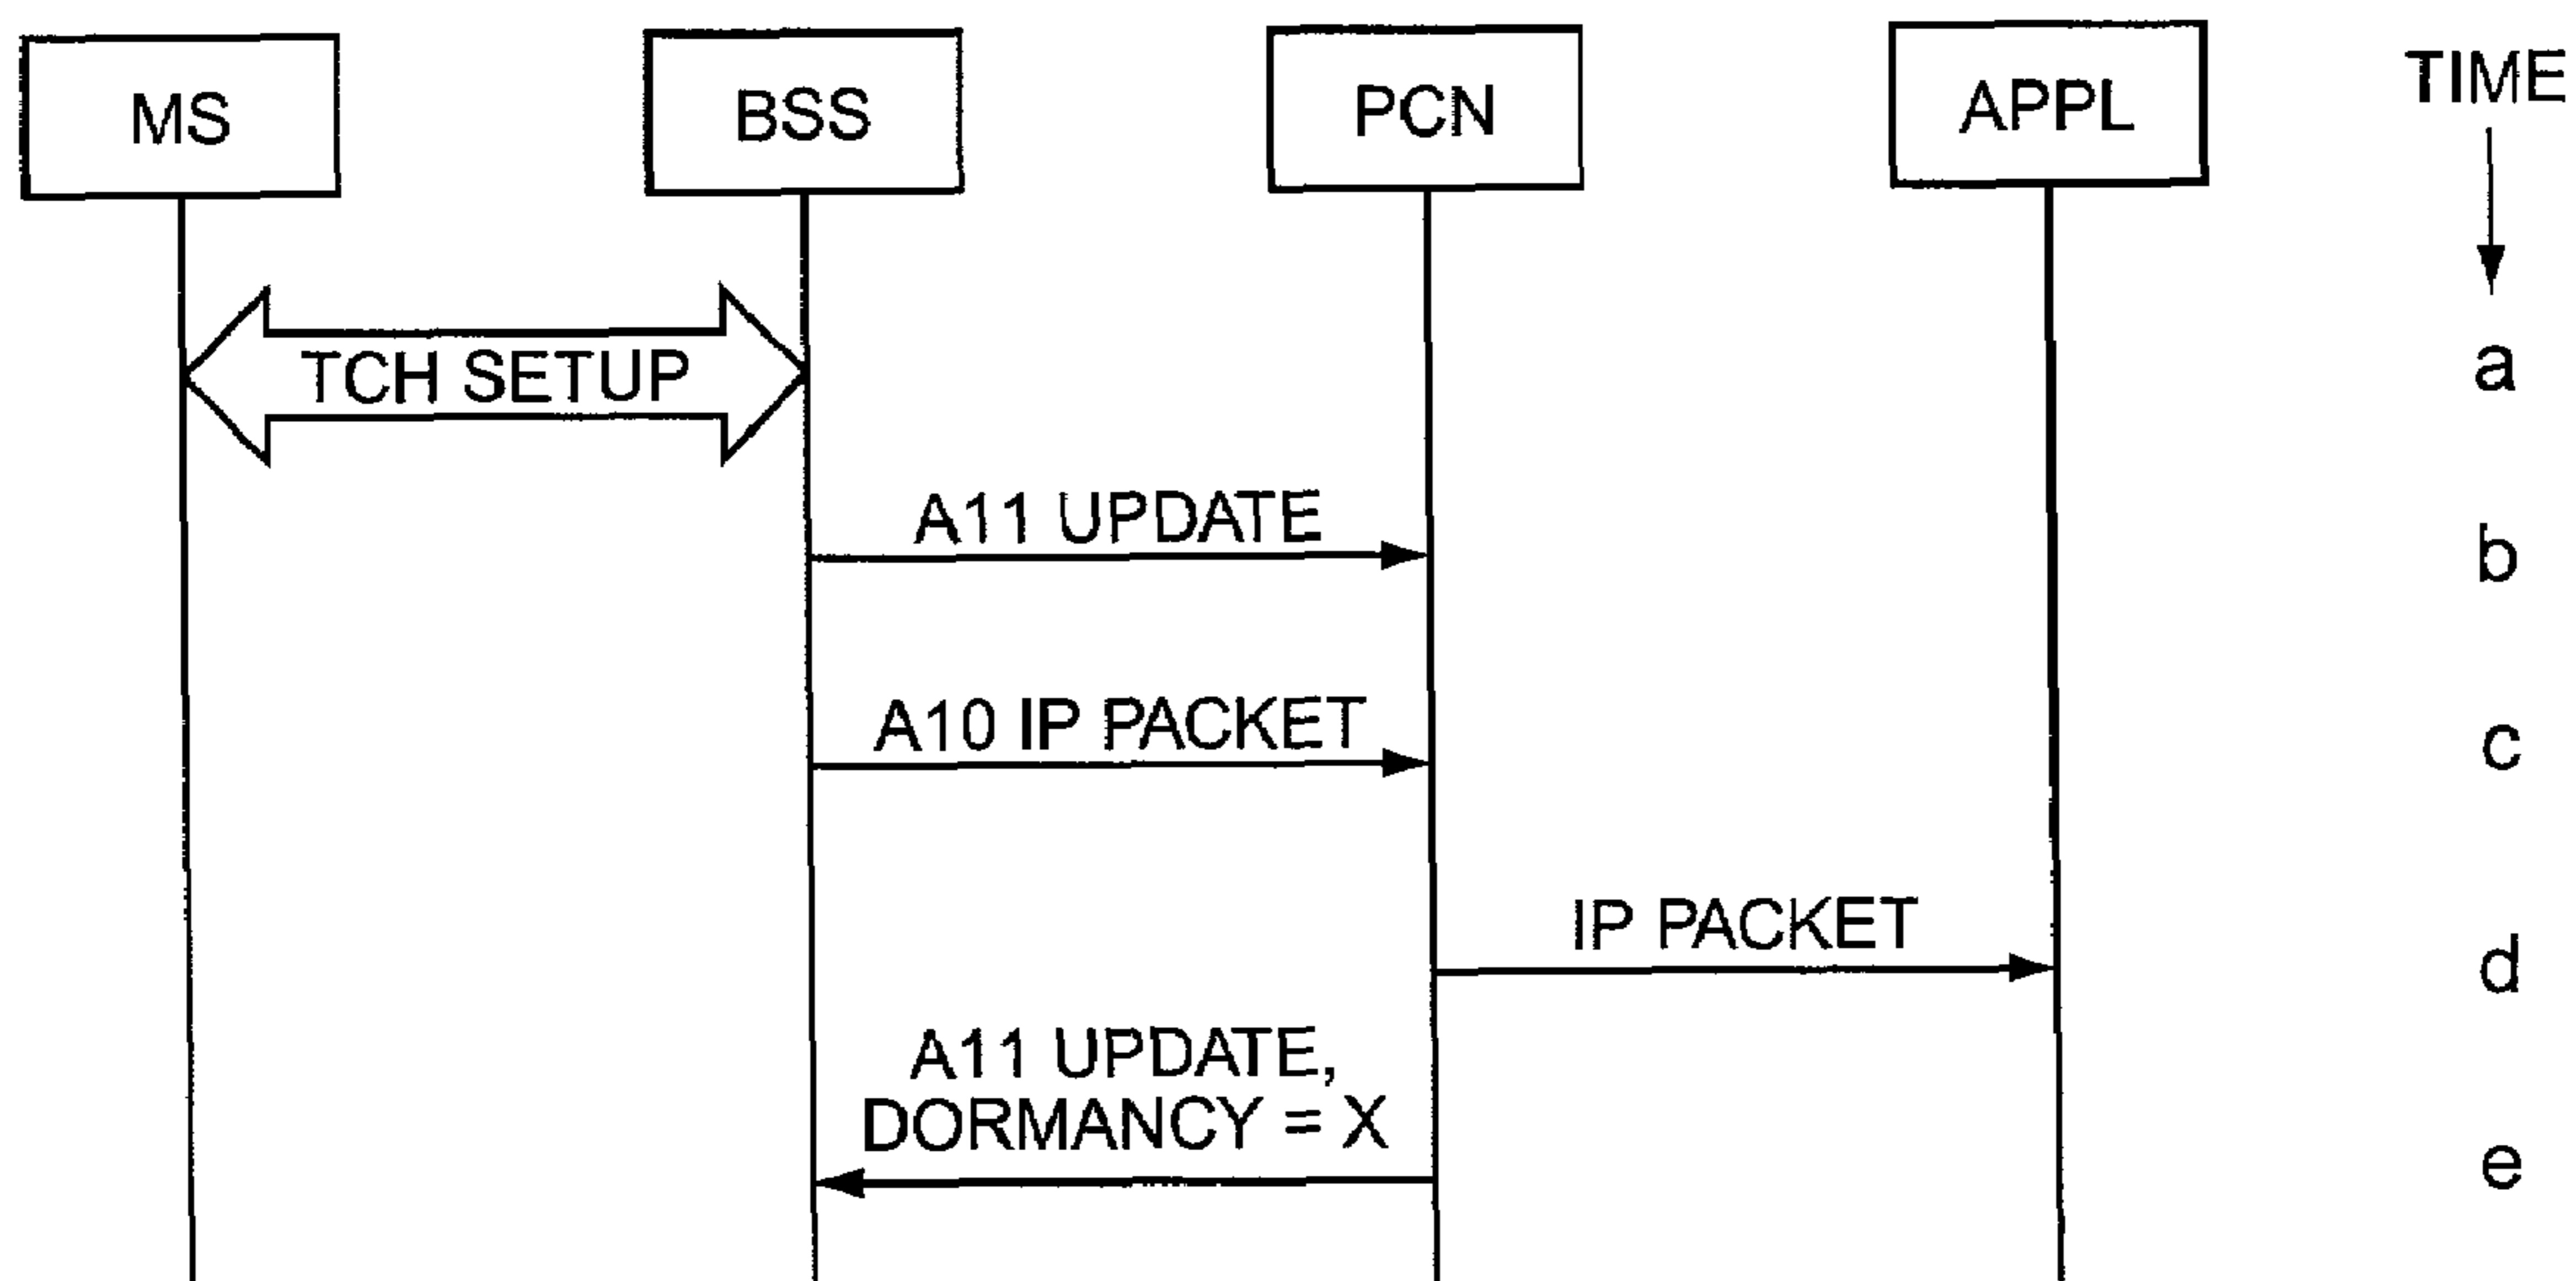 MS
BSS
PCN
APPL
TIME
TCH SETUP
a
A11 UPDATE
b
A10 IP PACKET
c
IP PACKET
d
A11 UPDATE,
DORMANCY = X
e